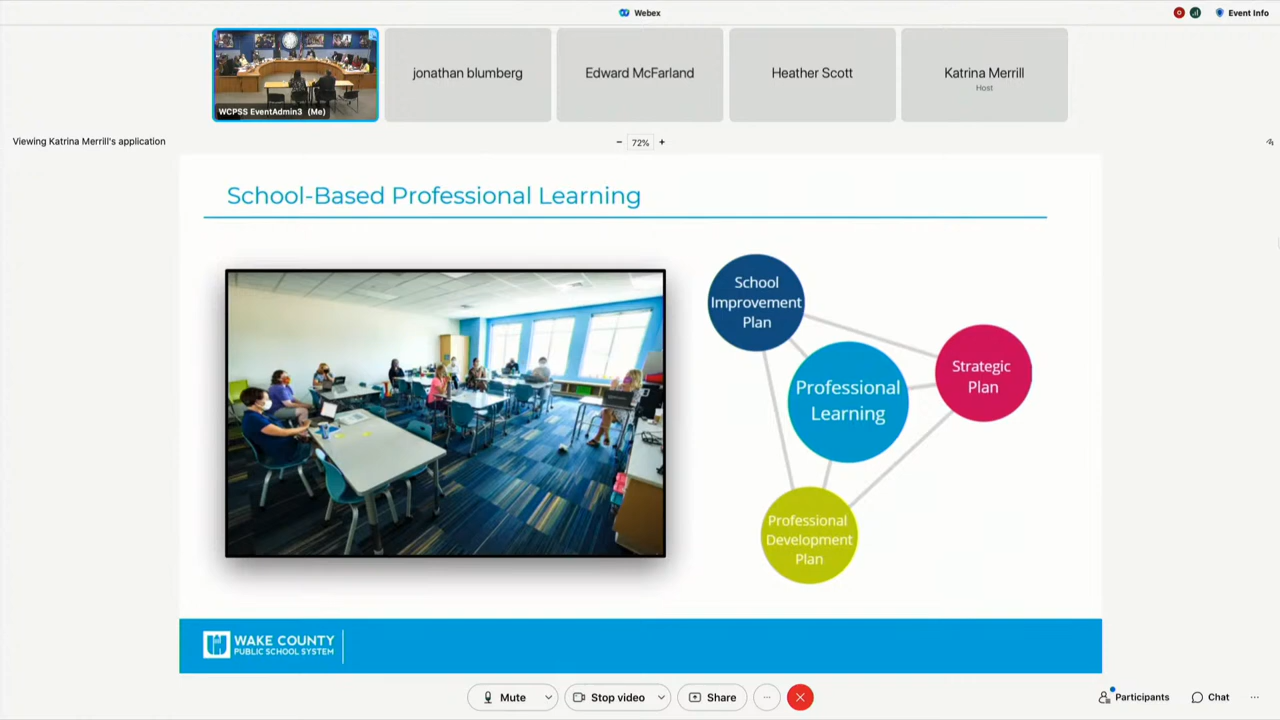 Webex
Event Info
WCPSS EventAdmin3 (Me)
jonathan blumberg
Edward McFarland
Heather Scott
Katrina Merrill
Host
Viewing Katrina Merrill's application
− 72% +
School-Based Professional Learning
School
Improvement
Plan
Strategic
Plan
Professional
Learning
Professional
Development
Plan
WAKE COUNTY
PUBLIC SCHOOL SYSTEM
Mute
Stop video
Share
Participants
Chat